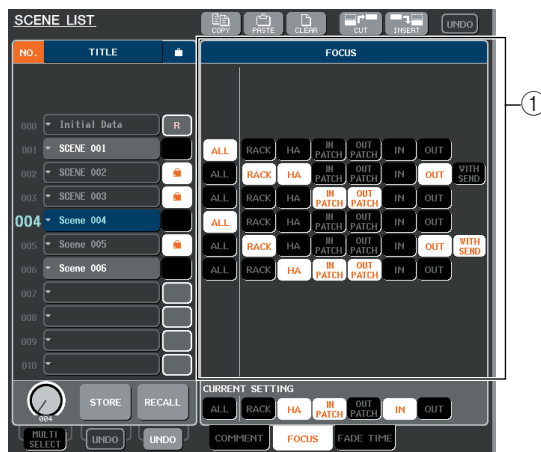 SCENE LIST COPY PASTE CLEAR CUT INSERT UNDO
NO. TITLE FOCUS
000 Initial Data R
001 SCENE 001 ALL RACK HA IN PATCH OUT PATCH IN OUT
002 SCENE 002 ALL RACK HA IN PATCH OUT PATCH IN OUT WITH SEND
003 SCENE 003 ALL RACK HA IN PATCH OUT PATCH IN OUT
004 Scene 004 ALL RACK HA IN PATCH OUT PATCH IN OUT
005 Scene 005 ALL RACK HA IN PATCH OUT PATCH IN OUT WITH SEND
006 Scene 006 ALL RACK HA IN PATCH OUT PATCH IN OUT
007
008
009
010
1
CURRENT SETTING
004 STORE RECALL ALL RACK HA IN PATCH OUT PATCH IN OUT
MULTI SELECT UNDO UNDO COMMENT FOCUS FADE TIME